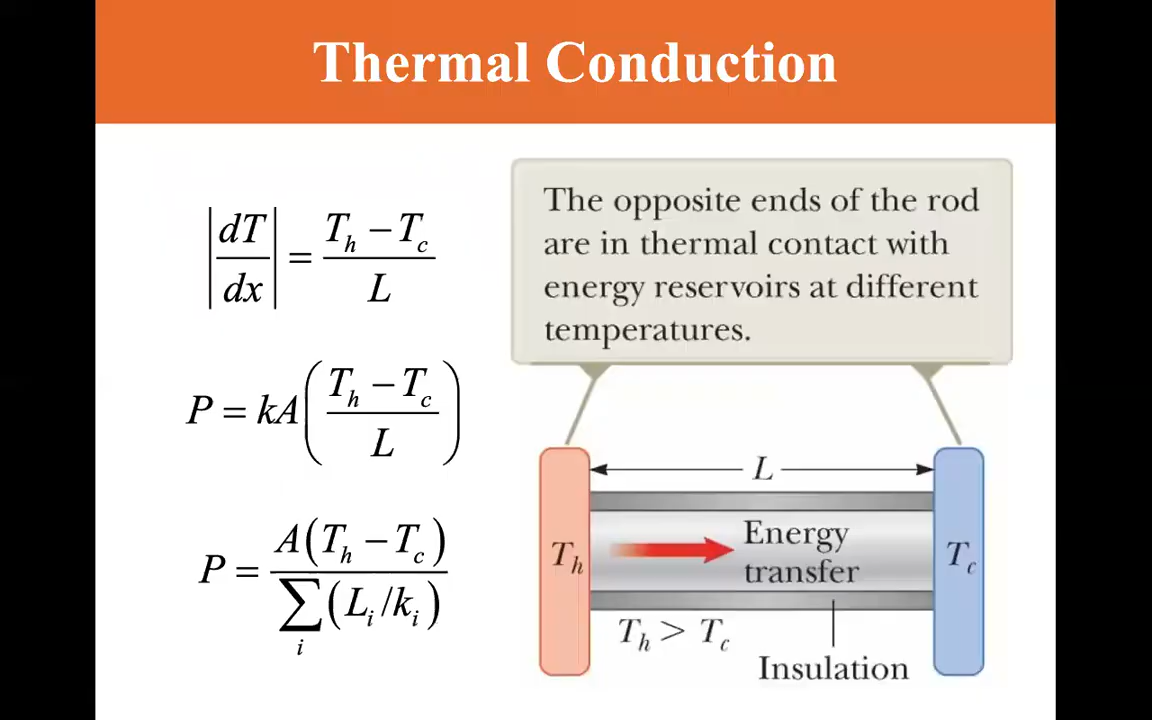 Thermal Conduction
|dT/dx| = (T_h − T_c)/L
P = kA((T_h − T_c)/L)
P = A(T_h − T_c)/∑_i(L_i/k_i)
The opposite ends of the rod
are in thermal contact with
energy reservoirs at different
temperatures.
L
T_h
Energy
transfer
T_c
T_h > T_c
Insulation